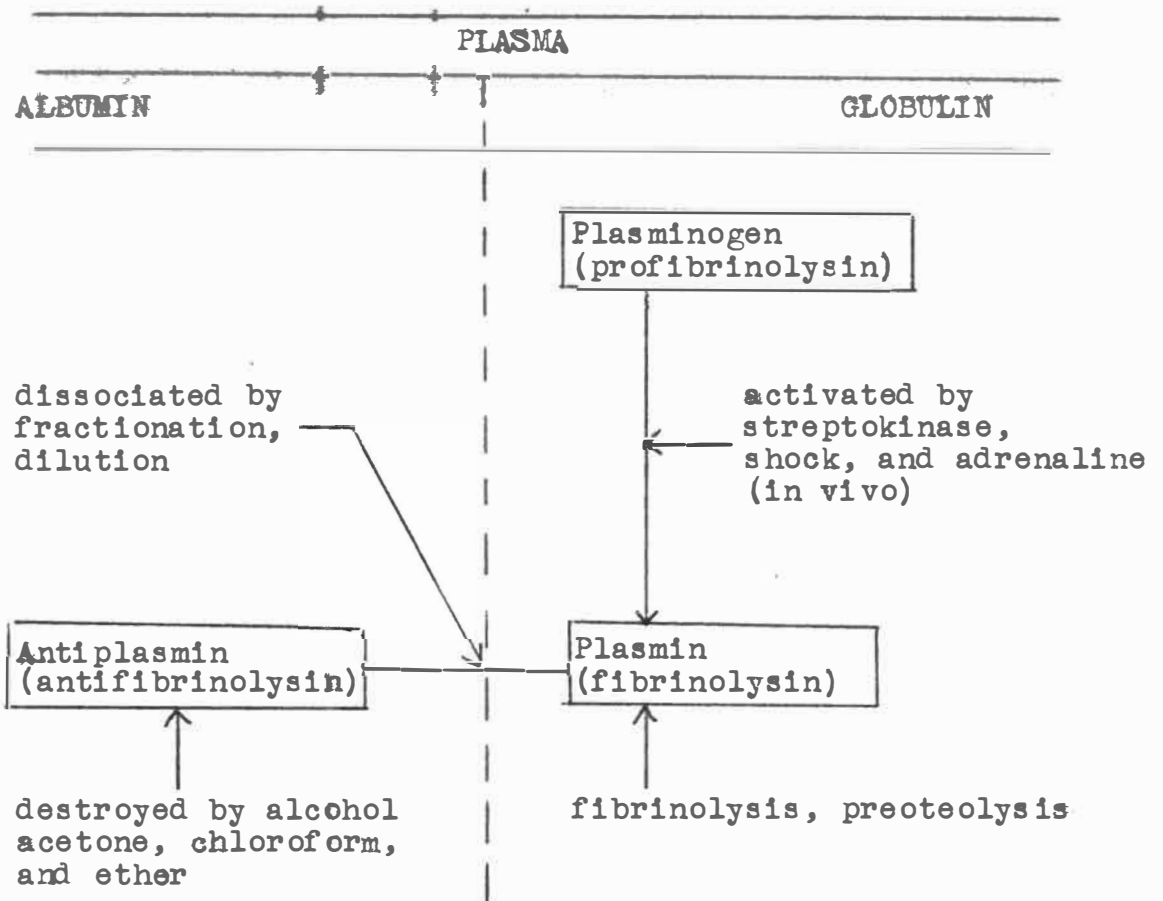 PLASMA
ALBUMIN
GLOBULIN
Plasminogen
(profibrinolysin)
dissociated by
fractionation,
dilution
activated by
streptokinase,
shock, and adrenaline
(in vivo)
Antiplasmin
(antifibrinolysin)
Plasmin
(fibrinolysin)
destroyed by alcohol
acetone, chloroform,
and ether
fibrinolysis, preoteolysis